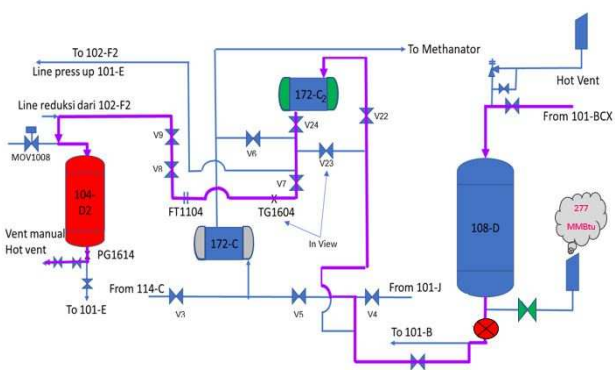 To 102-F2
Line press up 101-E
To Methanator
Hot Vent
Line reduksi dari 102-F2
172-C2
V22
From 101-BCX
V9
V24
V6
V23
MOV1008
V8
V7
104-
D2
FT1104
TG1604
277
MMBtu
108-D
Vent manual
Hot vent
PG1614
172-C
In View
From 114-C
From 101-J
To 101-E
V3
V5
V4
To 101-B